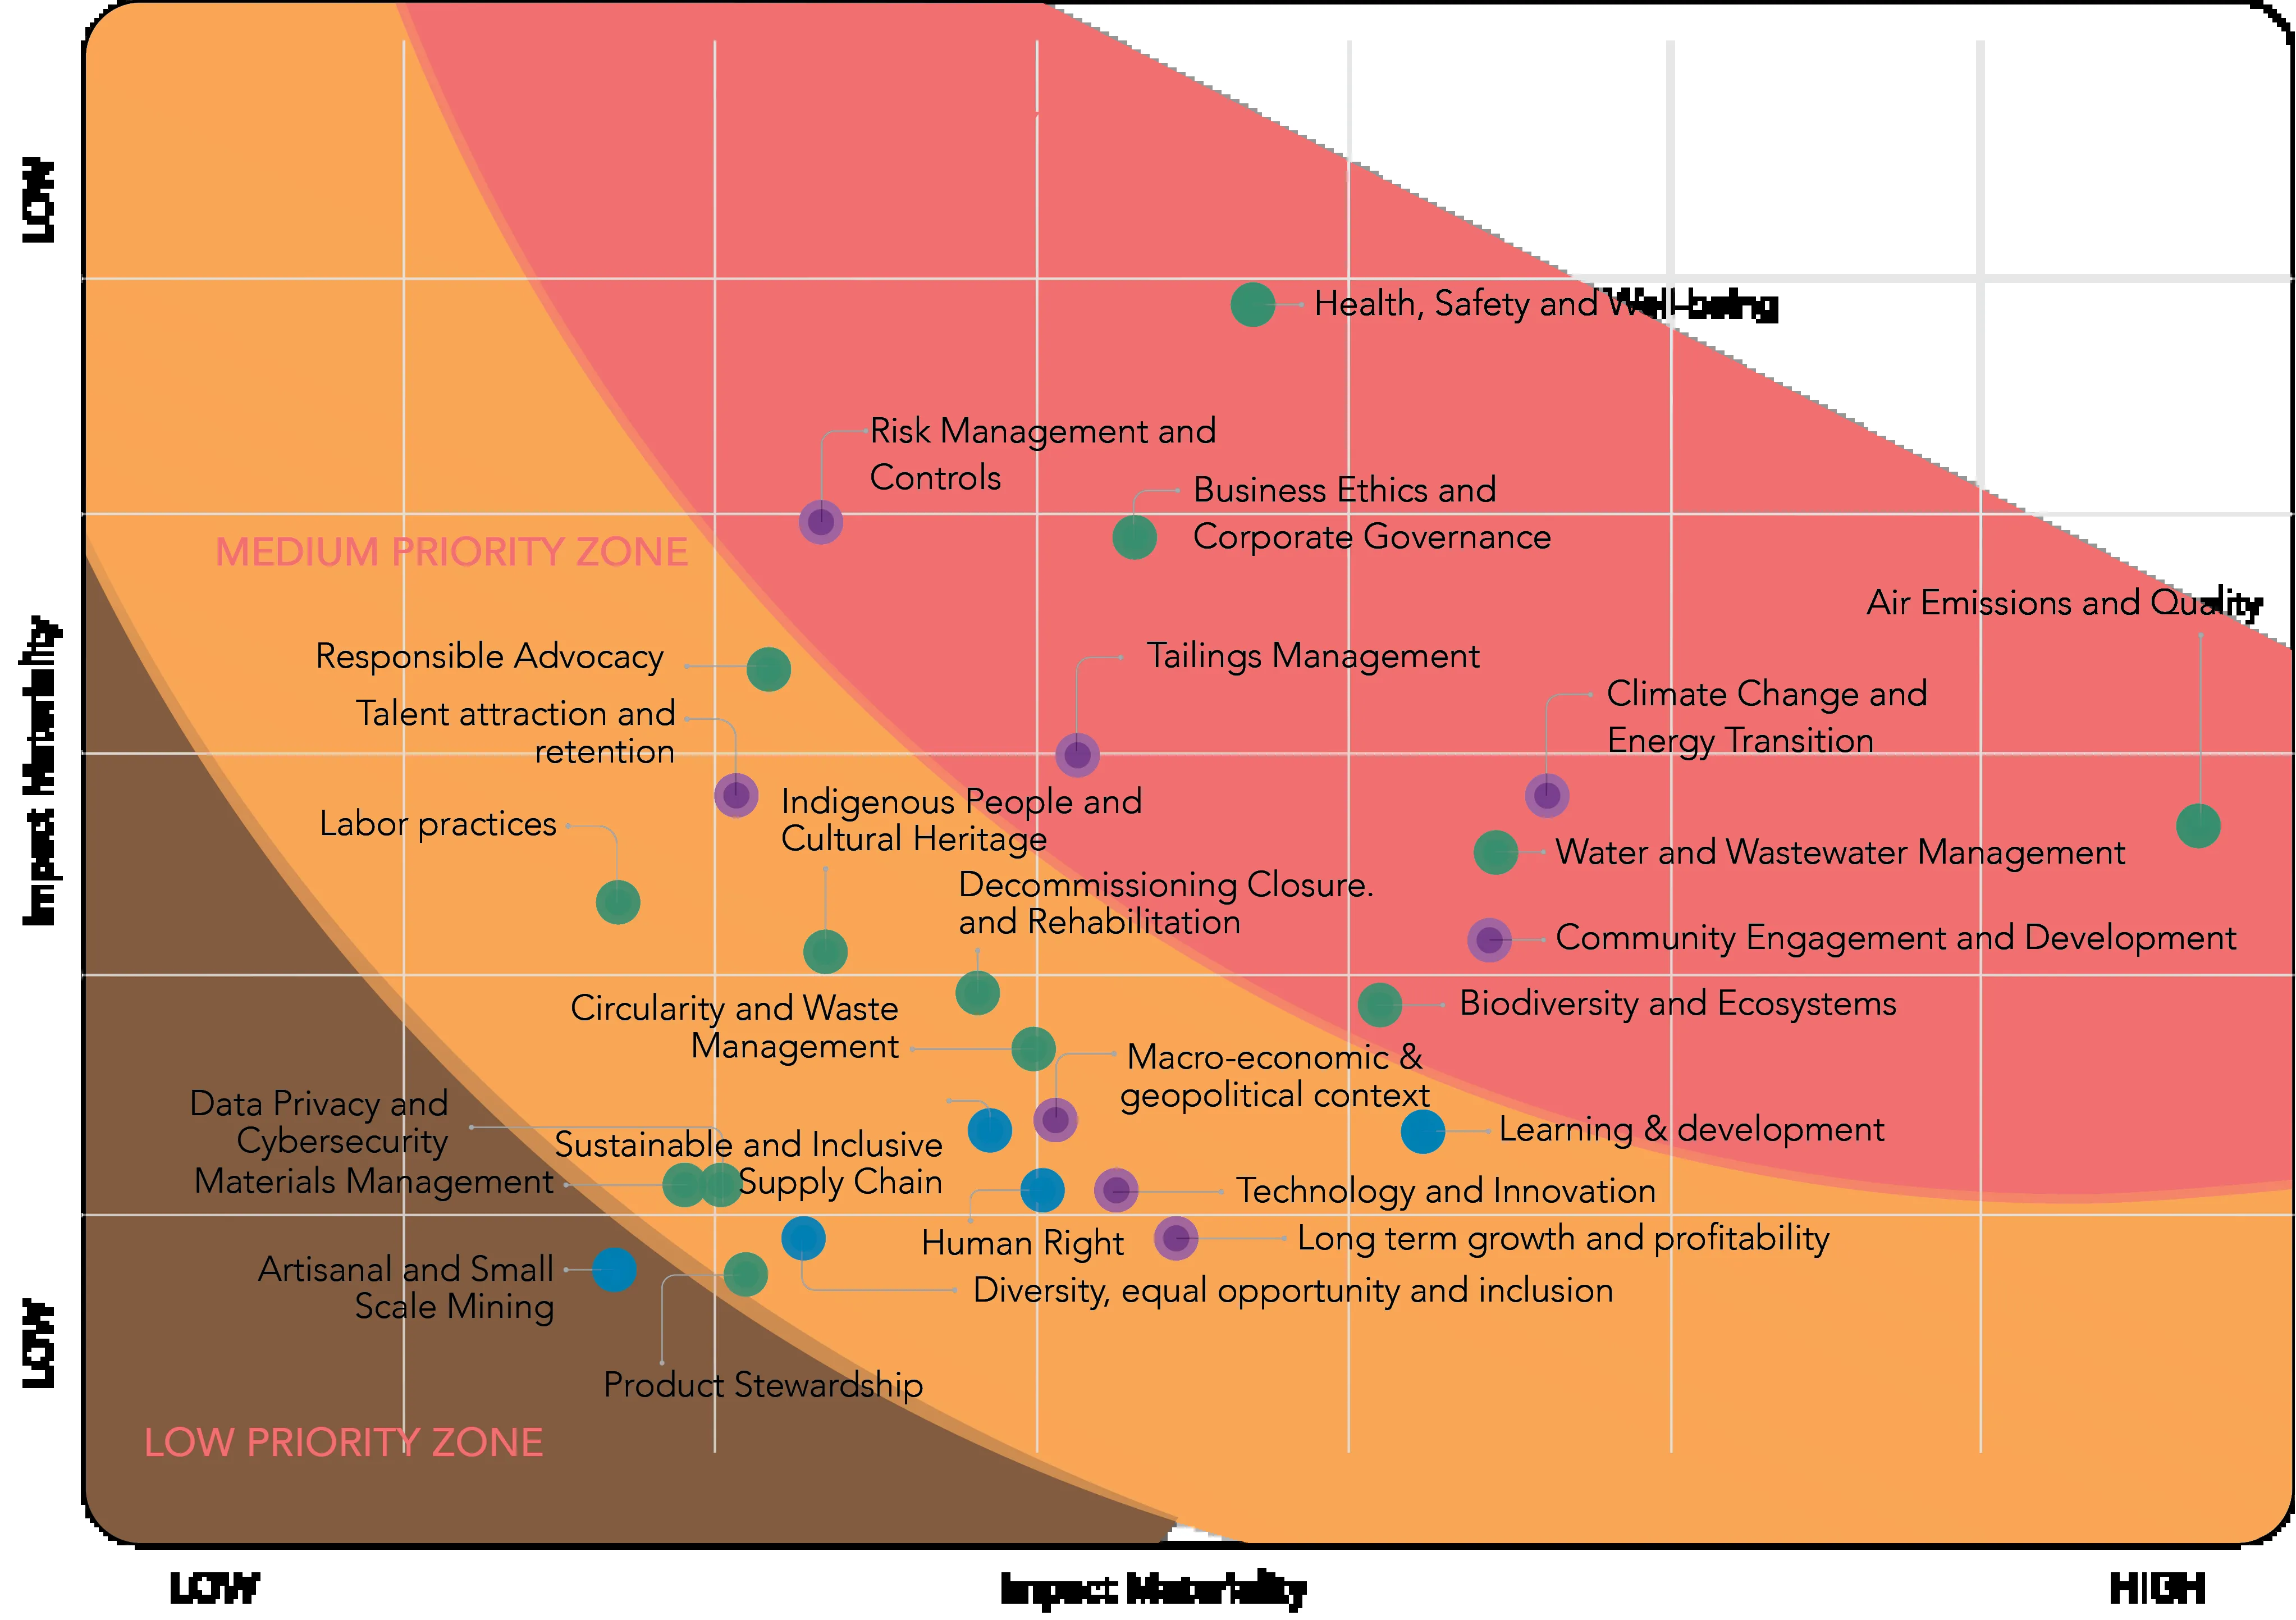 LOW
Health, Safety and Well-being
Risk Management and
Controls
Business Ethics and
Corporate Governance
MEDIUM PRIORITY ZONE
Air Emissions and Quality
Responsible Advocacy
Tailings Management
Talent attraction and
retention
Climate Change and
Energy Transition
Impact Materiality
Indigenous People and
Cultural Heritage
Labor practices
Water and Wastewater Management
Decommissioning Closure.
and Rehabilitation
Community Engagement and Development
Circularity and Waste
Management
Biodiversity and Ecosystems
Macro-economic &
geopolitical context
Data Privacy and
Cybersecurity
Sustainable and Inclusive
Supply Chain
Learning & development
Materials Management
Technology and Innovation
Human Right
Long term growth and profitability
Artisanal and Small
Scale Mining
Diversity, equal opportunity and inclusion
LOW
Product Stewardship
LOW PRIORITY ZONE
LOW
Impact Materiality
HIGH